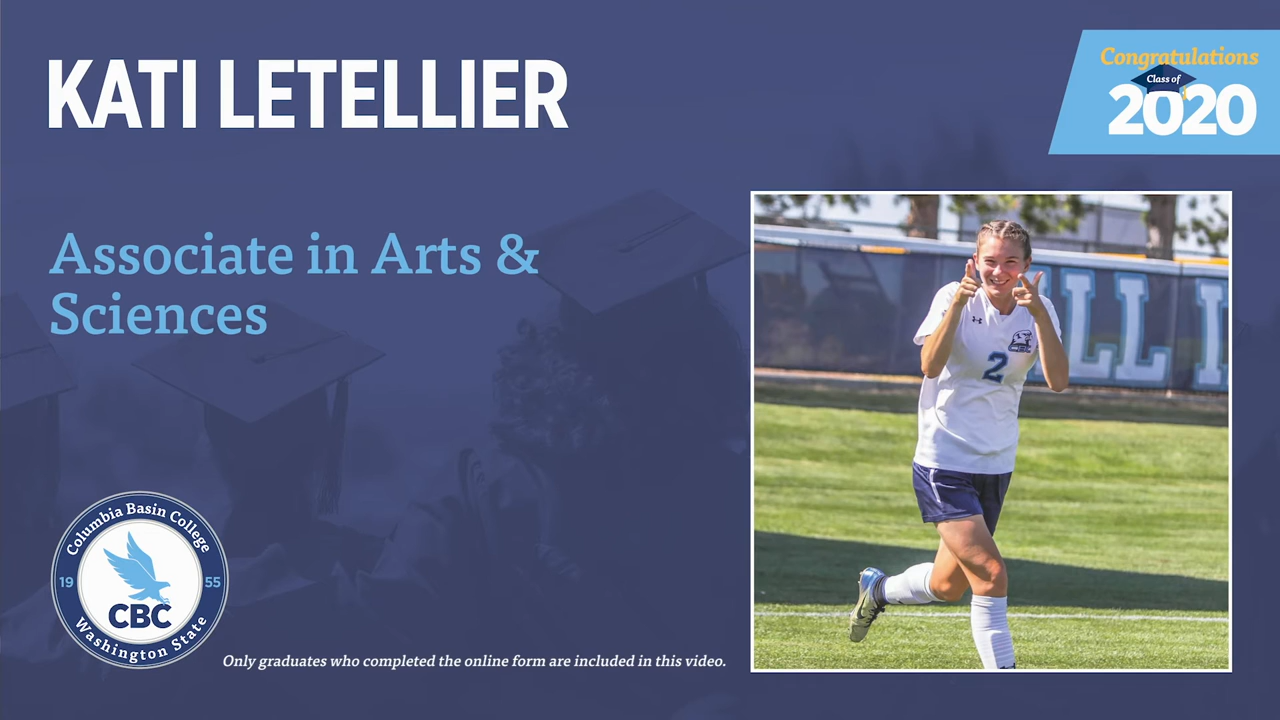 KATI LETELLIER
Congratulations
Class of
2020
Associate in Arts &
Sciences
2
LL
Columbia Basin College
19 55
CBC
Washington State
Only graduates who completed the online form are included in this video.